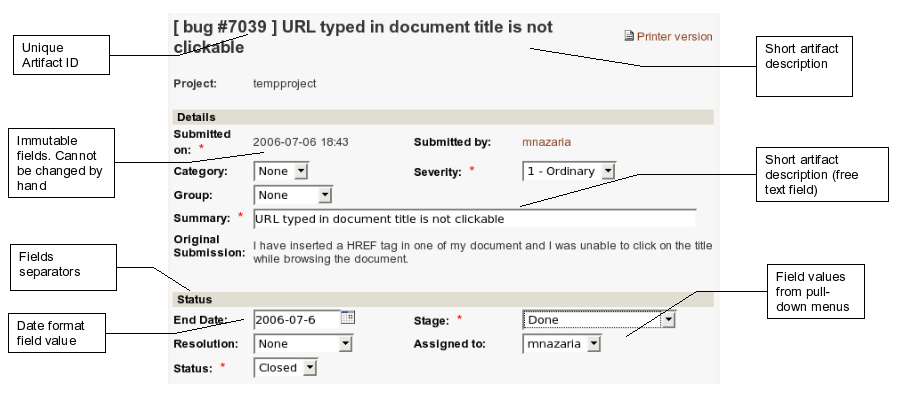 [ bug #7039 ] URL typed in document title is not
clickable
Printer version
Unique
Artifact ID
Short artifact
description
Project: tempproject
Details
Submitted
on: * 2006-07-06 18:43 Submitted by: mnazaria
Immutable
fields. Cannot
be changed by
hand
Category: None Severity: * 1 - Ordinary
Group: None
Short artifact
description (free
text field)
Summary: * URL typed in document title is not clickable
Original
Submission: I have inserted a HREF tag in one of my document and I was unable to click on the title
while browsing the document.
Fields
separators
Field values
from pull-
down menus
Status
End Date: 2006-07-6 Stage: * Done
Date format
field value
Resolution: None Assigned to: mnazaria
Status: * Closed